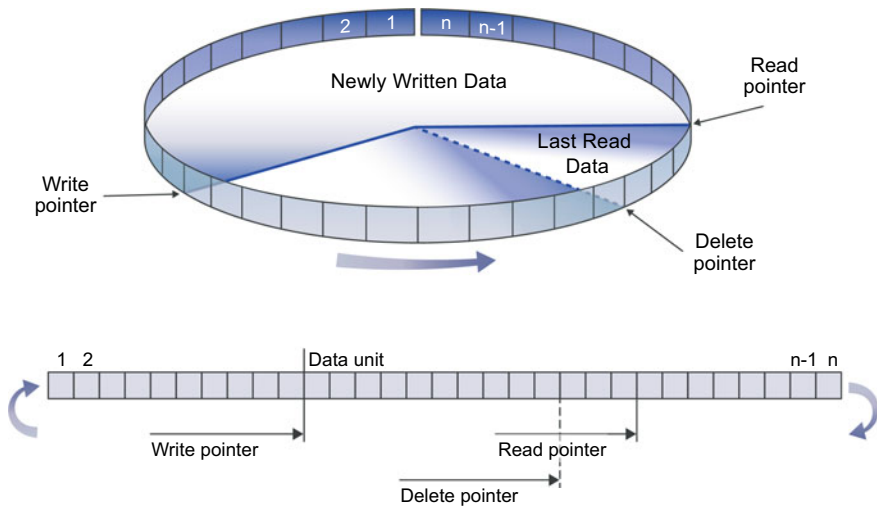 2 1 n n-1
Newly Written Data
Read
pointer
Last Read
Data
Write
pointer
Delete
pointer
1 2 Data unit n-1 n
Write pointer Read pointer
Delete pointer